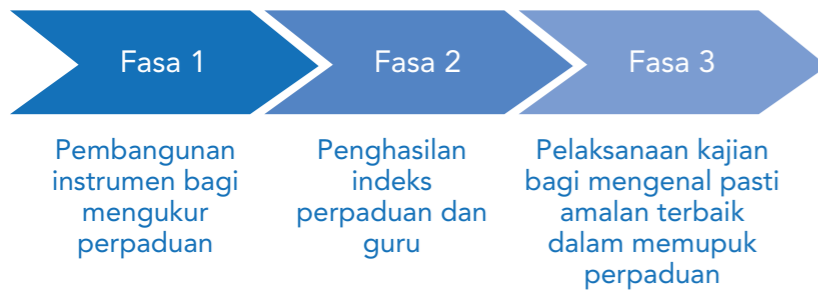 Fasa 1
Fasa 2
Fasa 3
Pembangunan
instrumen bagi
mengukur
perpaduan
Penghasilan
indeks
perpaduan dan
guru
Pelaksanaan kajian
bagi mengenal pasti
amalan terbaik
dalam memupuk
perpaduan